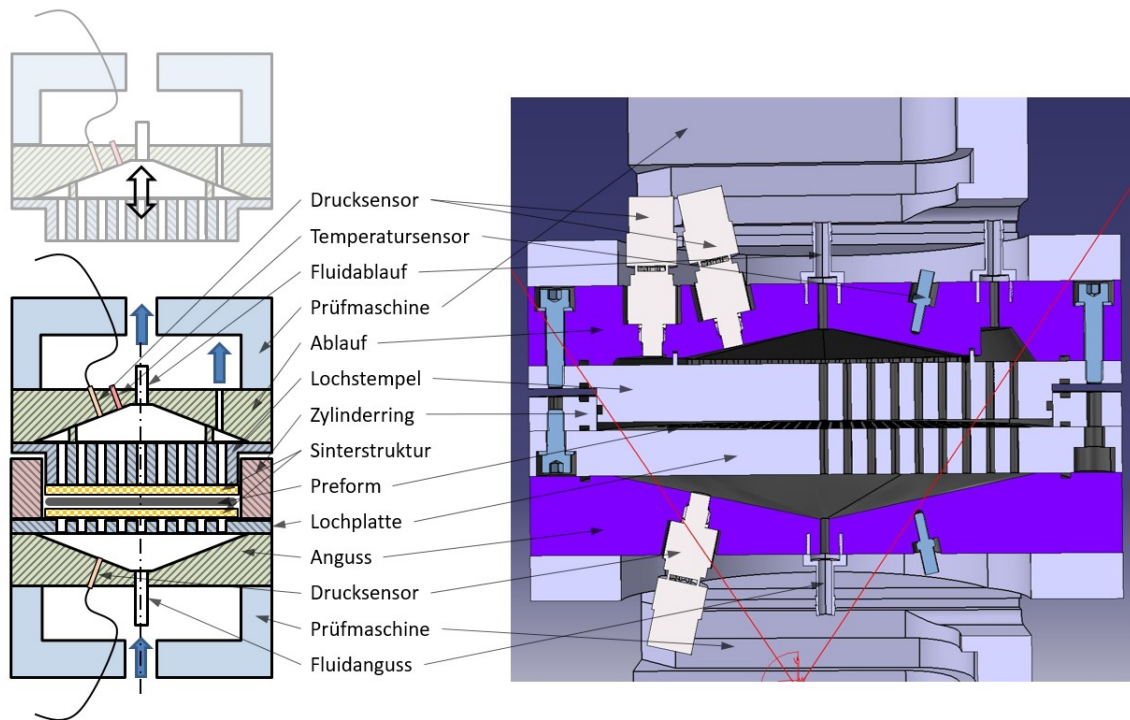 Drucksensor
Temperatursensor
Fluidablauf
Prüfmaschine
Ablauf
Lochstempel
Zylinderring
Sinterstruktur
Preform
Lochplatte
Anguss
Drucksensor
Prüfmaschine
Fluidanguss